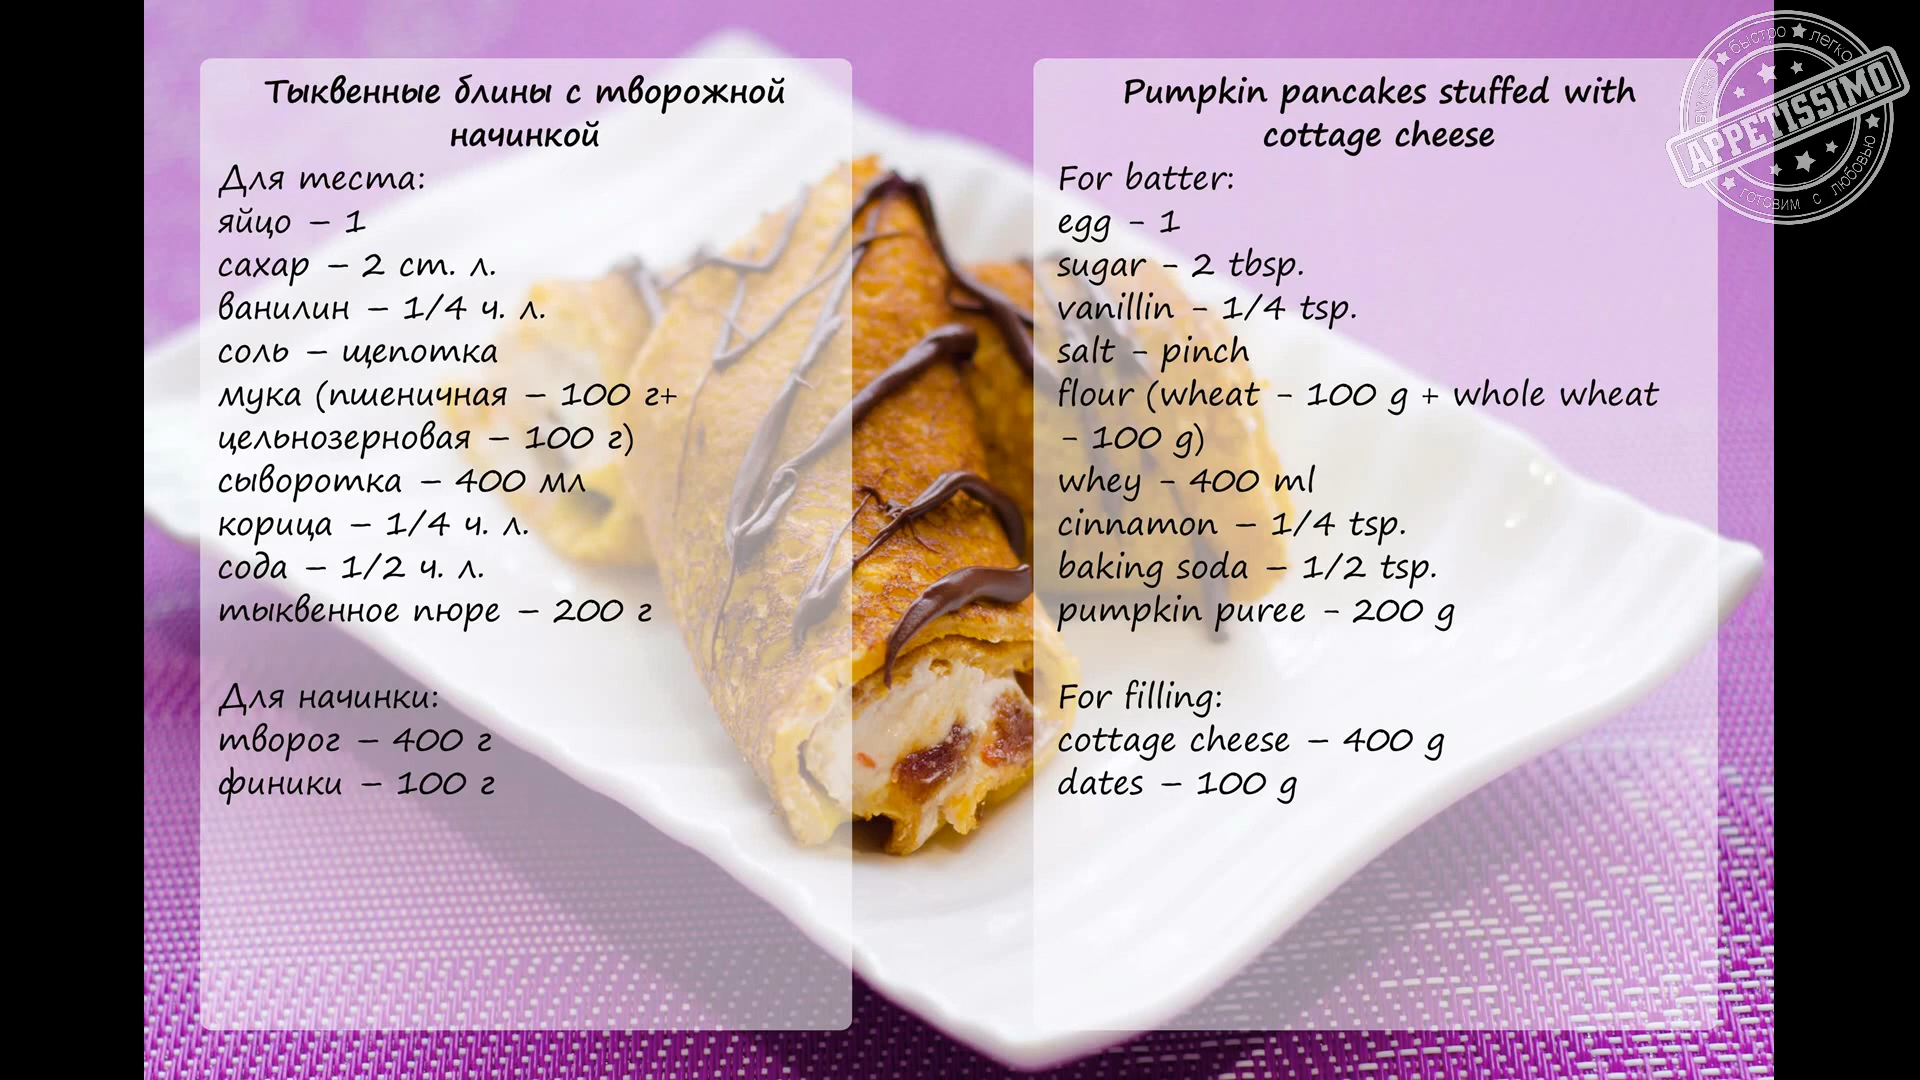 Тыквенные блины с творожной
начинкой
Для теста:
яйцо – 1
сахар – 2 ст. л.
ванилин – 1/4 ч. л.
соль – щепотка
мука (пшеничная – 100 г+
цельнозерновая – 100 г)
сыворотка – 400 мл
корица – 1/4 ч. л.
сода – 1/2 ч. л.
тыквенное пюре – 200 г
Для начинки:
творог – 400 г
финики – 100 г
Pumpkin pancakes stuffed with
cottage cheese
For batter:
egg - 1
sugar - 2 tbsp.
vanillin - 1/4 tsp.
salt - pinch
flour (wheat - 100 g + whole wheat
- 100 g)
whey - 400 ml
cinnamon – 1/4 tsp.
baking soda – 1/2 tsp.
pumpkin puree - 200 g
For filling:
cottage cheese – 400 g
dates – 100 g
вкусно быстро легко
APPETISSIMO
готовим с любовью